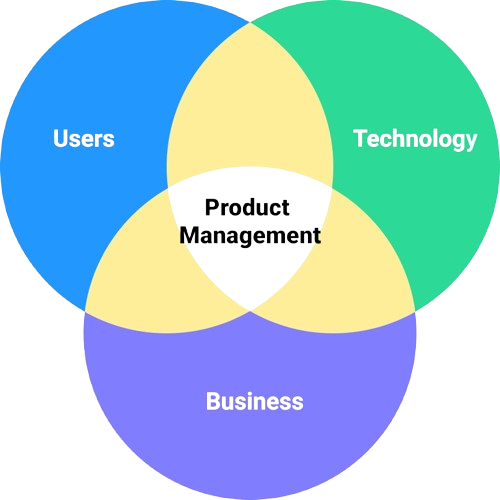 Users
Technology
Product
Management
Business